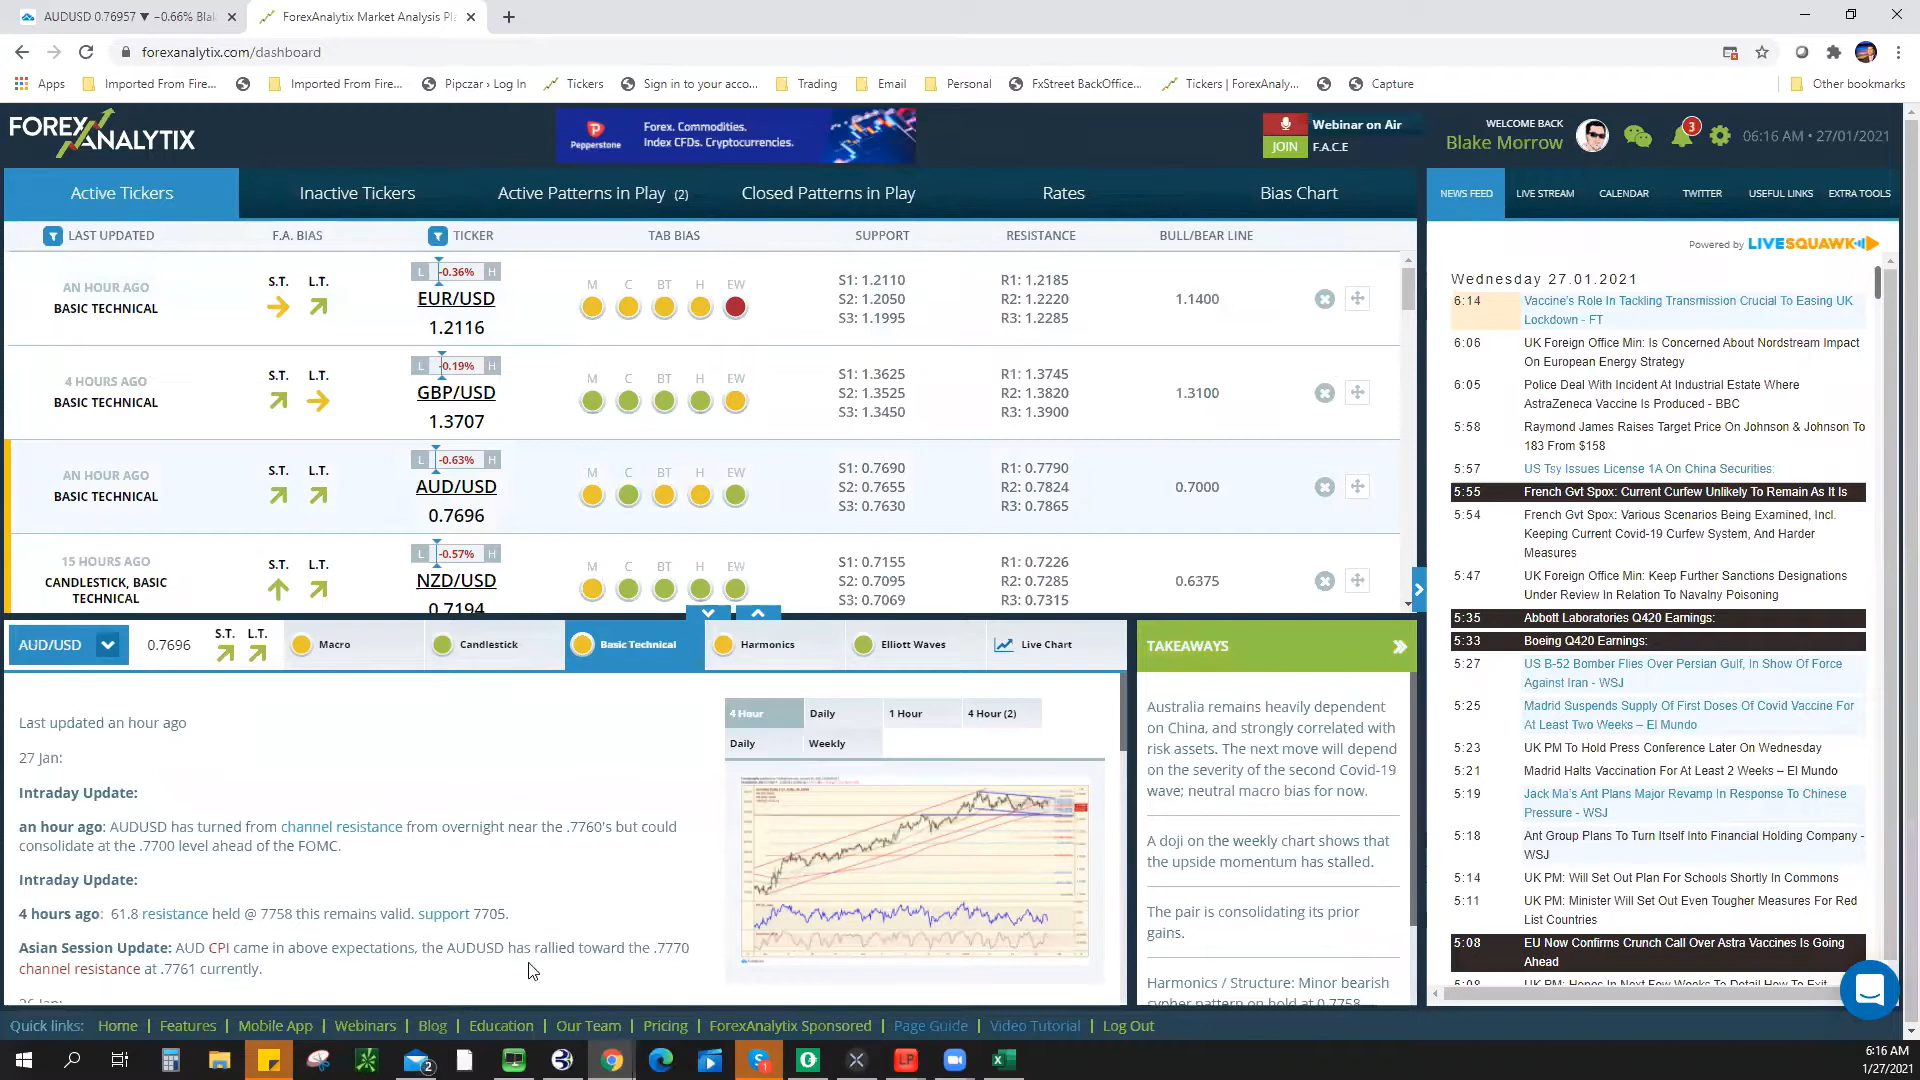 AUDUSD 0.76957 ▼ −0.66% Bla
ForexAnalytix Market Analysis Pl
forexanalytix.com/dashboard
Apps
Imported From Fire...
Imported From Fire...
Pipczar › Log In
Tickers
Sign in to your acco...
Trading
Email
Personal
FxStreet BackOffice...
Tickers | ForexAnaly...
Capture
Other bookmarks
FOREX ANALYTIX
Pepperstone
Forex. Commodities.
Index CFDs. Cryptocurrencies.
Webinar on Air
JOIN F.A.C.E
WELCOME BACK
Blake Morrow
3
06:16 AM • 27/01/2021
Active Tickers
Inactive Tickers
Active Patterns in Play (2)
Closed Patterns in Play
Rates
Bias Chart
NEWS FEED
LIVE STREAM
CALENDAR
TWITTER
USEFUL LINKS
EXTRA TOOLS
LAST UPDATED
F.A. BIAS
TICKER
TAB BIAS
SUPPORT
RESISTANCE
BULL/BEAR LINE
AN HOUR AGO
BASIC TECHNICAL
S.T. L.T.
L -0.36% H
EUR/USD
1.2116
M C BT H EW
S1: 1.2110
S2: 1.2050
S3: 1.1995
R1: 1.2185
R2: 1.2220
R3: 1.2285
1.1400
4 HOURS AGO
BASIC TECHNICAL
S.T. L.T.
L -0.19% H
GBP/USD
1.3707
M C BT H EW
S1: 1.3625
S2: 1.3525
S3: 1.3450
R1: 1.3745
R2: 1.3820
R3: 1.3900
1.3100
AN HOUR AGO
BASIC TECHNICAL
S.T. L.T.
L -0.63% H
AUD/USD
0.7696
M C BT H EW
S1: 0.7690
S2: 0.7655
S3: 0.7630
R1: 0.7790
R2: 0.7824
R3: 0.7865
0.7000
15 HOURS AGO
CANDLESTICK, BASIC
TECHNICAL
S.T. L.T.
L -0.57% H
NZD/USD
0.7194
M C BT H EW
S1: 0.7155
S2: 0.7095
S3: 0.7069
R1: 0.7226
R2: 0.7285
R3: 0.7315
0.6375
AUD/USD
0.7696
S.T. L.T.
Macro
Candlestick
Basic Technical
Harmonics
Elliott Waves
Live Chart
Last updated an hour ago
27 Jan:
Intraday Update:
an hour ago: AUDUSD has turned from channel resistance from overnight near the .7760's but could
consolidate at the .7700 level ahead of the FOMC.
Intraday Update:
4 hours ago: 61.8 resistance held @ 7758 this remains valid. support 7705.
Asian Session Update: AUD CPI came in above expectations, the AUDUSD has rallied toward the .7770
channel resistance at .7761 currently.
26 Jan:
4 Hour
Daily
1 Hour
4 Hour (2)
Daily
Weekly
TAKEAWAYS
Australia remains heavily dependent
on China, and strongly correlated with
risk assets. The next move will depend
on the severity of the second Covid-19
wave; neutral macro bias for now.
A doji on the weekly chart shows that
the upside momentum has stalled.
The pair is consolidating its prior
gains.
Harmonics / Structure: Minor bearish
cypher pattern on hold at 0.7758
Powered by LIVESQUAWK
Wednesday 27.01.2021
6:14 Vaccine's Role In Tackling Transmission Crucial To Easing UK
Lockdown - FT
6:06 UK Foreign Office Min: Is Concerned About Nordstream Impact
On European Energy Strategy
6:05 Police Deal With Incident At Industrial Estate Where
AstraZeneca Vaccine Is Produced - BBC
5:58 Raymond James Raises Target Price On Johnson & Johnson To
183 From $158
5:57 US Tsy Issues License 1A On China Securities:
5:55 French Gvt Spox: Current Curfew Unlikely To Remain As It Is
5:54 French Gvt Spox: Various Scenarios Being Examined, Incl.
Keeping Current Covid-19 Curfew System, And Harder
Measures
5:47 UK Foreign Office Min: Keep Further Sanctions Designations
Under Review In Relation To Navalny Poisoning
5:35 Abbott Laboratories Q420 Earnings:
5:33 Boeing Q420 Earnings:
5:27 US B-52 Bomber Flies Over Persian Gulf, In Show Of Force
Against Iran - WSJ
5:25 Madrid Suspends Supply Of First Doses Of Covid Vaccine For
At Least Two Weeks – El Mundo
5:23 UK PM To Hold Press Conference Later On Wednesday
5:21 Madrid Halts Vaccination For At Least 2 Weeks – El Mundo
5:19 Jack Ma's Ant Plans Major Revamp In Response To Chinese
Pressure - WSJ
5:18 Ant Group Plans To Turn Itself Into Financial Holding Company -
WSJ
5:14 UK PM: Will Set Out Plan For Schools Shortly In Commons
5:11 UK PM: Minister Will Set Out Even Tougher Measures For Red
List Countries
5:08 EU Now Confirms Crunch Call Over Astra Vaccines Is Going
Ahead
5:08 UK PM: Hopes In Next Few Weeks To Detail How To Exit
Quick links: Home | Features | Mobile App | Webinars | Blog | Education | Our Team | Pricing | ForexAnalytix Sponsored | Page Guide | Video Tutorial | Log Out
2
1
LP
6:16 AM
1/27/2021